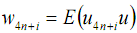 w_{4n+i} = E(u_{4n+i}u)